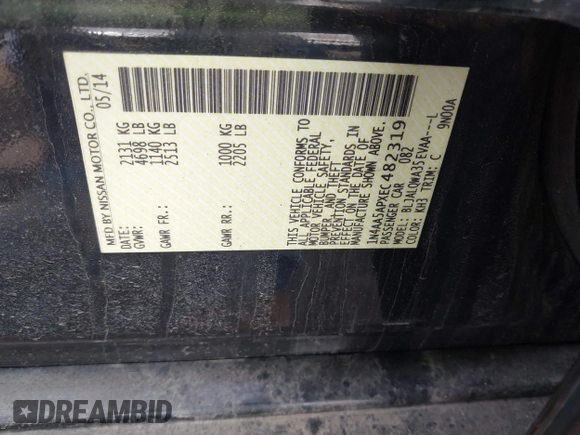 MFD BY NISSAN MOTOR CO., LTD.
DATE: 05/14
GVWR: 2131 KG
4698 LB
GAWR FR.: 1140 KG
2513 LB
GAWR RR.: 1000 KG
2205 LB
THIS VEHICLE CONFORMS TO
ALL APPLICABLE FEDERAL
MOTOR VEHICLE SAFETY,
BUMPER, AND THEFT
PREVENTION STANDARDS IN
EFFECT ON THE DATE OF
MANUFACTURE SHOWN ABOVE.
1N4AA5APXEC482319
PASSENGER CAR 0B2
MODEL: BLJALQWA35EVAA----L
COLOR: KH3 TRIM: C 9N00A
DREAMBID